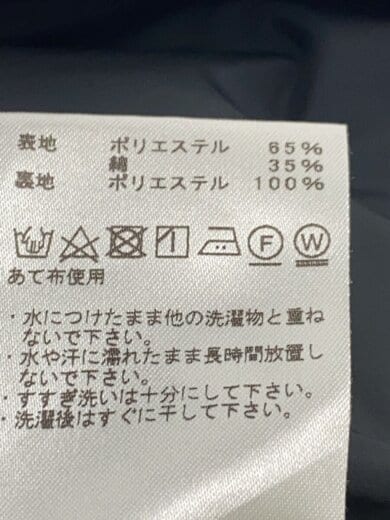 表地 ポリエステル 65%
綿 35%
裏地 ポリエステル 100%
F W
あて布使用
・水につけたまま他の洗濯物と重ね
ないで下さい。
・水や汗に濡れたまま長時間放置し
ないで下さい。
・すすぎ洗いは十分にして下さい。
・洗濯後はすぐに干して下さい。